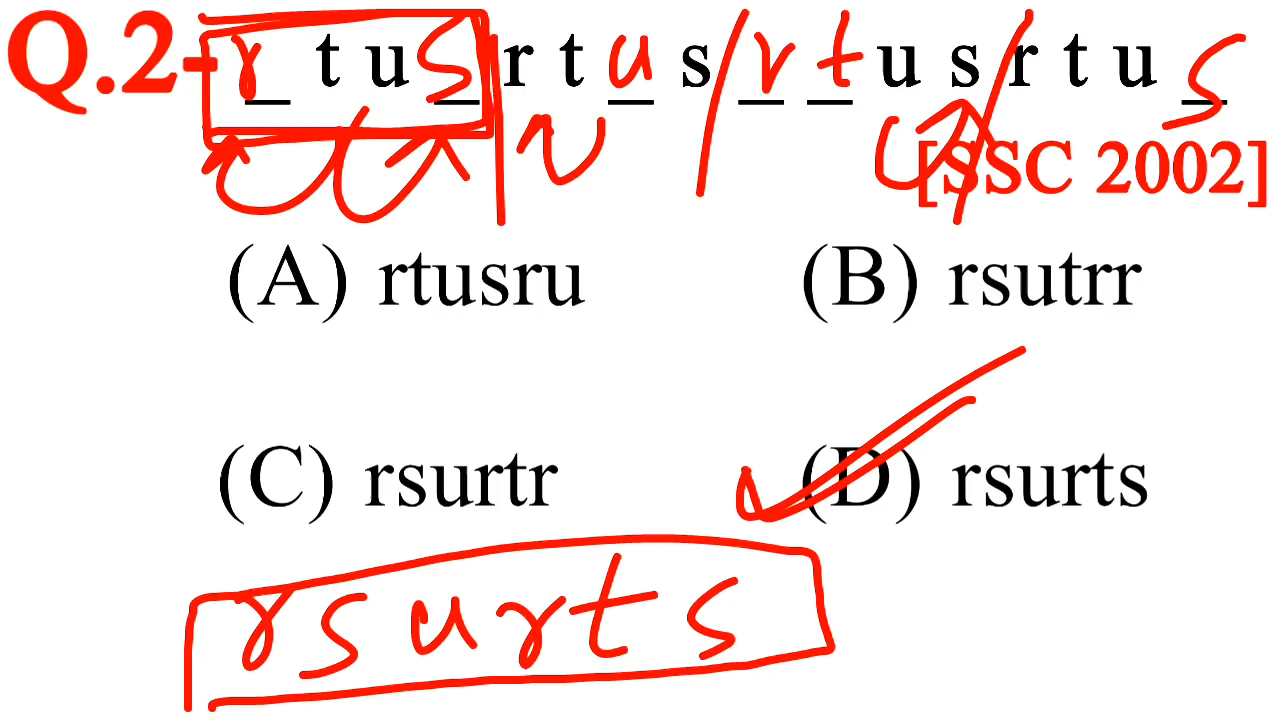 Q.2- r t u s r t u s r t u s r t u s
[SSC 2002]
(A) rtusru (B) rsutrr
(C) rsurtr (D) rsurts
rsurts